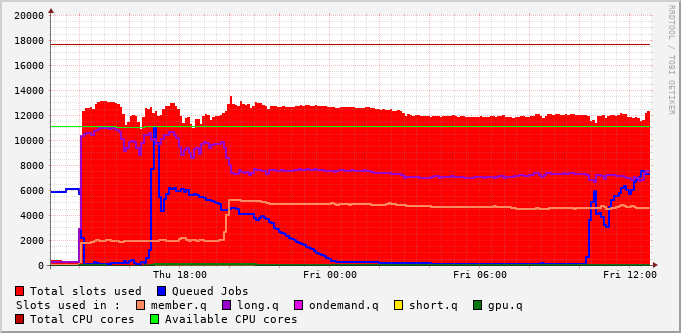 20000
18000
16000
14000
12000
10000
8000
6000
4000
2000
0
Thu 18:00 Fri 00:00 Fri 06:00 Fri 12:00
RRDTOOL / TOBI OETIKER
Total slots used Queued Jobs
Slots used in : member.q long.q ondemand.q short.q gpu.q
Total CPU cores Available CPU cores